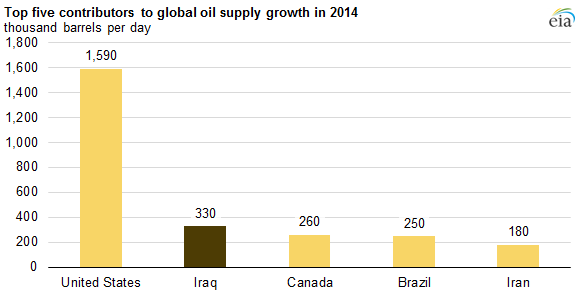 Top five contributors to global oil supply growth in 2014
thousand barrels per day
eia
1,800
1,600
1,400
1,200
1,000
800
600
400
200
0
1,590
330
260
250
180
United States
Iraq
Canada
Brazil
Iran